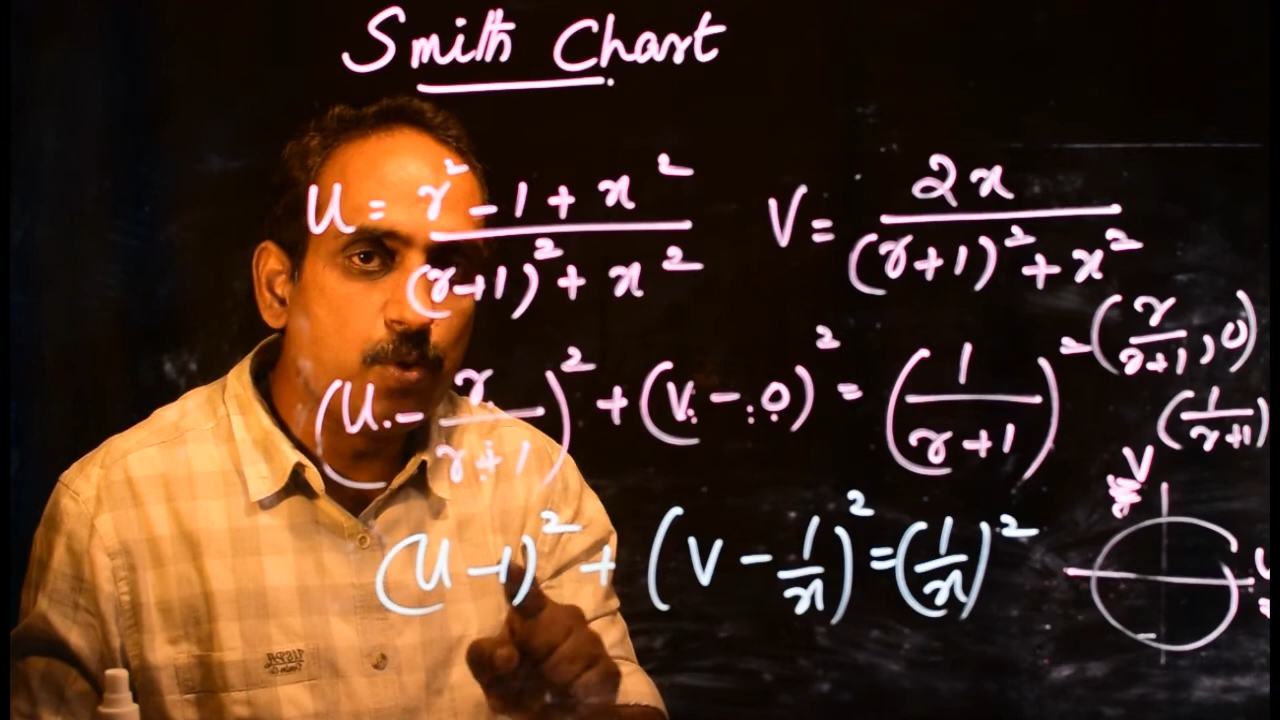 Smith Chart
U = (r² - 1 + x²) / ((r+1)² + x²)
V = 2x / ((r+1)² + x²)
(U - r/(r+1))² + (V - 0)² = (1/(r+1))²
(r/(r+1), 0)
(1/(r+1))
(U - 1)² + (V - 1/x)² = (1/x)²
V
U